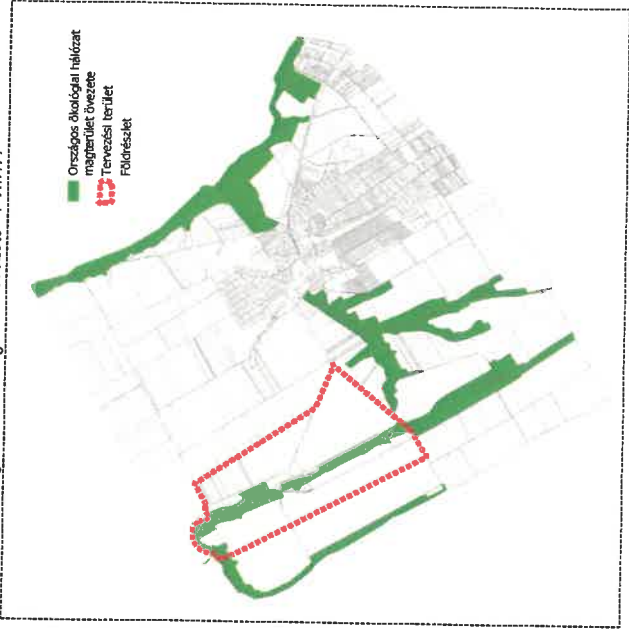 Országos ökológiai hálózat
magterület övezete
Tervezési terület
Földrészlet